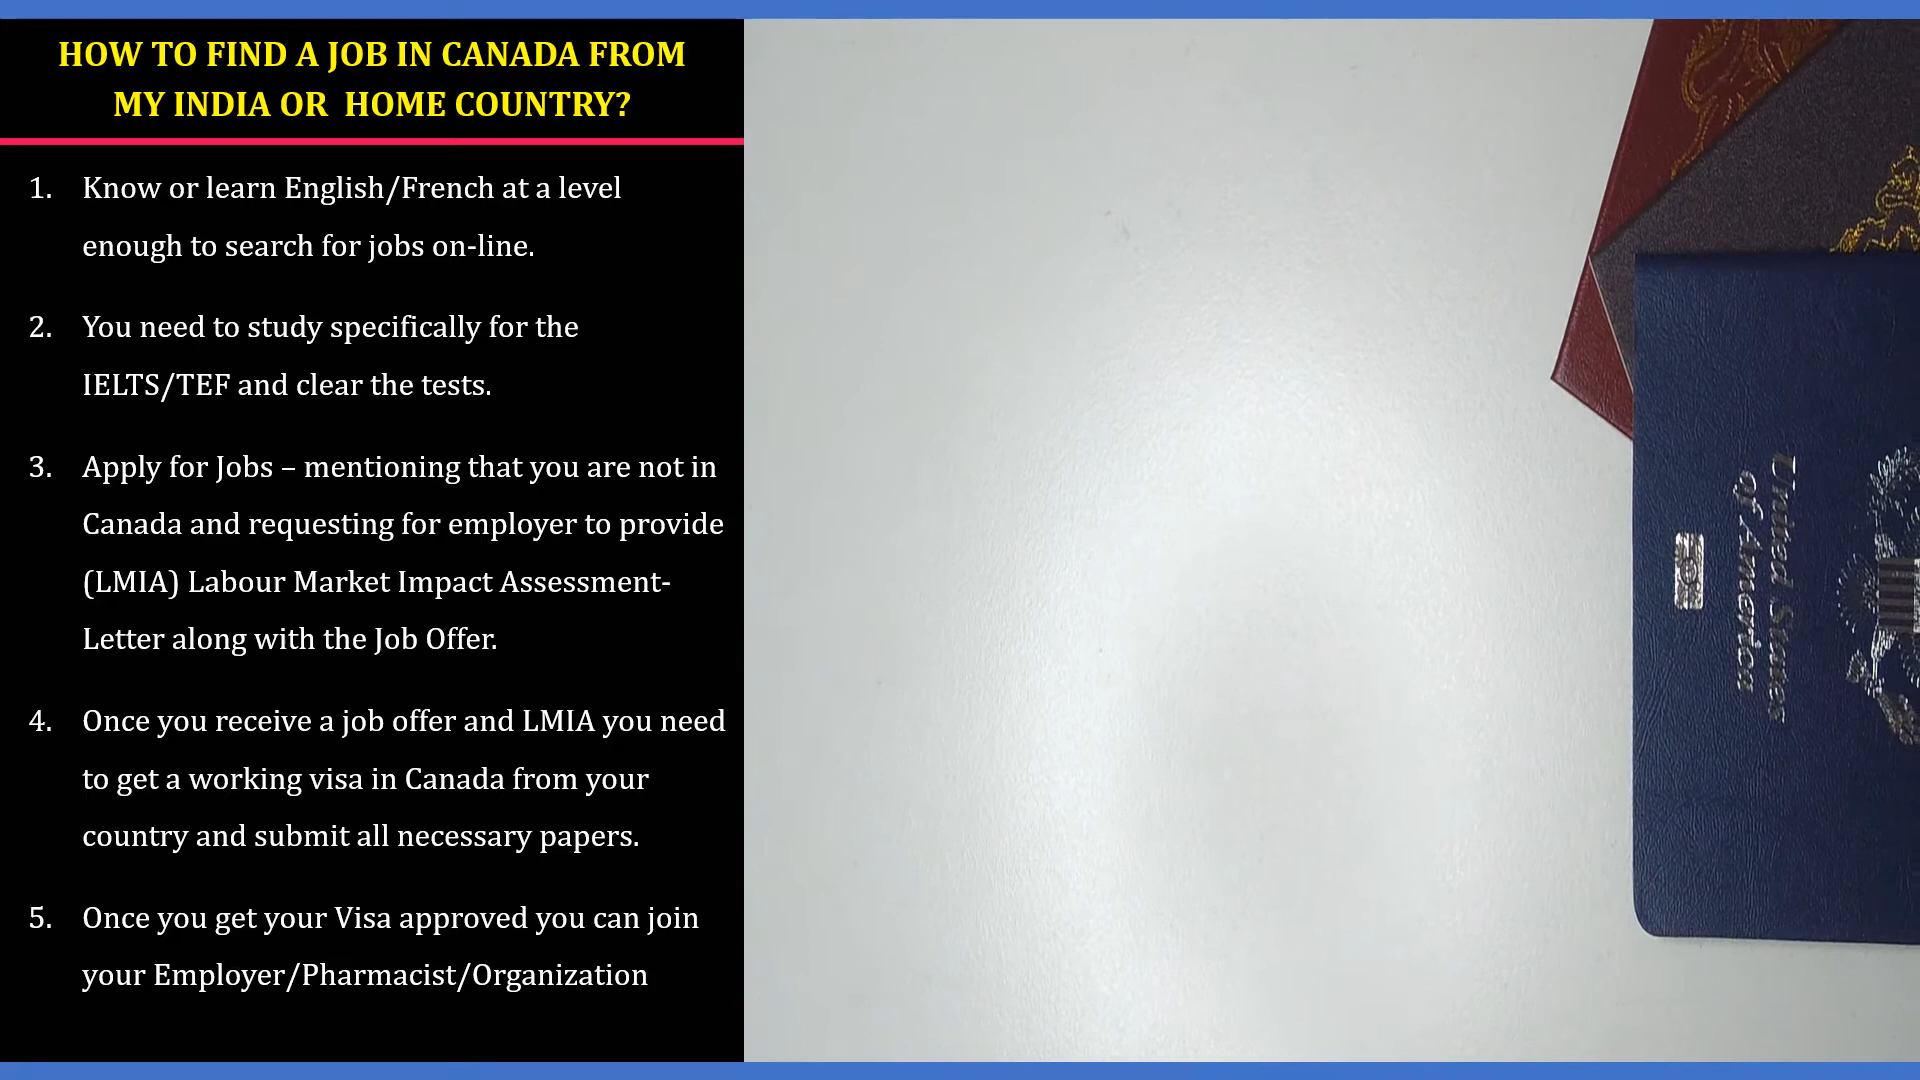 HOW TO FIND A JOB IN CANADA FROM
MY INDIA OR HOME COUNTRY?
1. Know or learn English/French at a level
enough to search for jobs on-line.
2. You need to study specifically for the
IELTS/TEF and clear the tests.
3. Apply for Jobs – mentioning that you are not in
Canada and requesting for employer to provide
(LMIA) Labour Market Impact Assessment-
Letter along with the Job Offer.
4. Once you receive a job offer and LMIA you need
to get a working visa in Canada from your
country and submit all necessary papers.
5. Once you get your Visa approved you can join
your Employer/Pharmacist/Organization
United States
of America